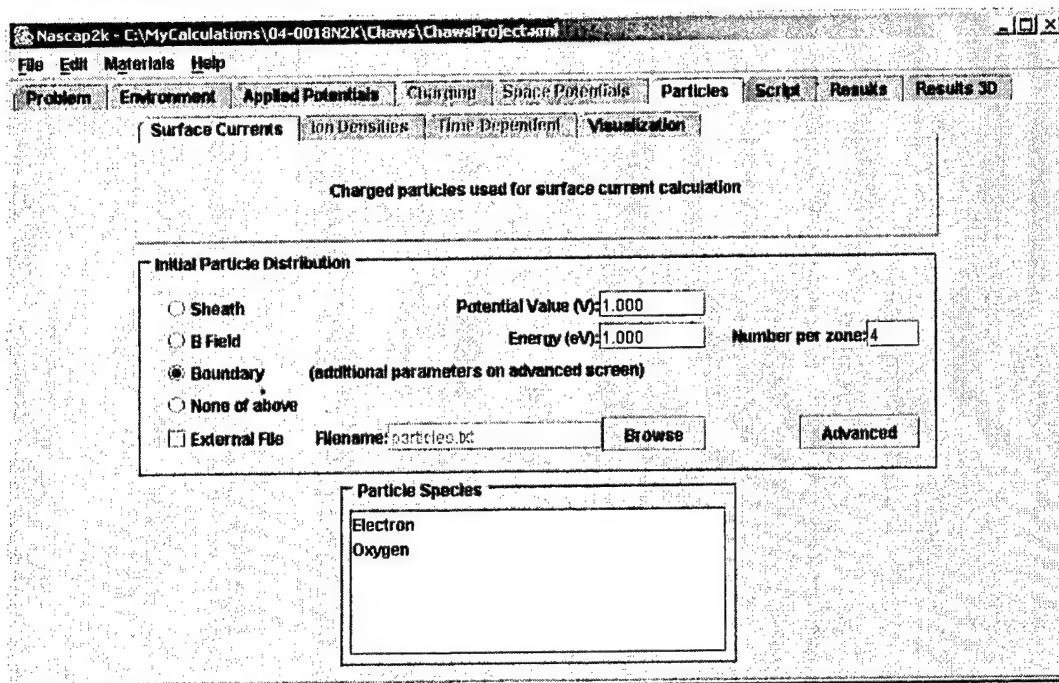 Nascap2k - C:\MyCalculations\04-0018N2K\Chaws\ChawsProject.xml
File Edit Materials Help
Problem Environment Applied Potentials Charging Space Potentials Particles Script Results Results 3D
Surface Currents Ion Densities Time Dependent Visualization
Charged particles used for surface current calculation
Initial Particle Distribution
Sheath Potential Value (V): 1.000
B Field Energy (eV): 1.000 Number per zone: 4
Boundary (additional parameters on advanced screen)
None of above
External File Filename: particles.txt Browse Advanced
Particle Species
Electron
Oxygen